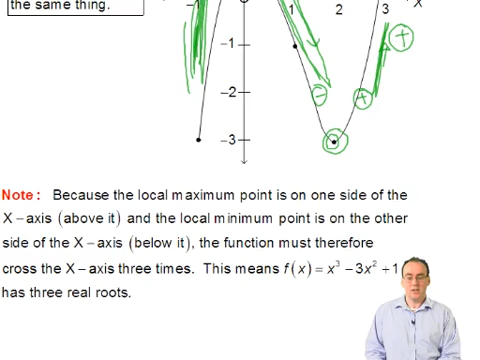 the same thing.
−1
1
2
3
X
−1
−2
−3
−
+
+
0
Note : Because the local maximum point is on one side of the
X − axis (above it) and the local minimum point is on the other
side of the X − axis (below it), the function must therefore
cross the X − axis three times. This means f(x) = x³ − 3x² + 1
has three real roots.